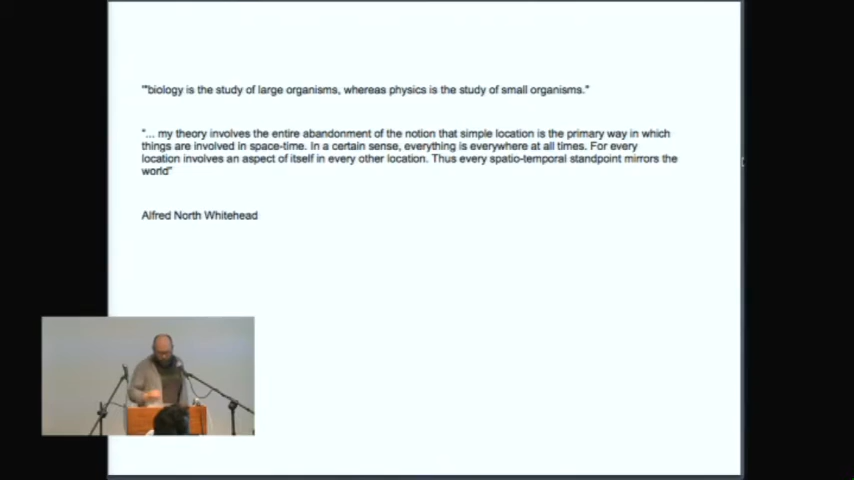 ""biology is the study of large organisms, whereas physics is the study of small organisms."
"... my theory involves the entire abandonment of the notion that simple location is the primary way in which
things are involved in space-time. In a certain sense, everything is everywhere at all times. For every
location involves an aspect of itself in every other location. Thus every spatio-temporal standpoint mirrors the
world"
Alfred North Whitehead